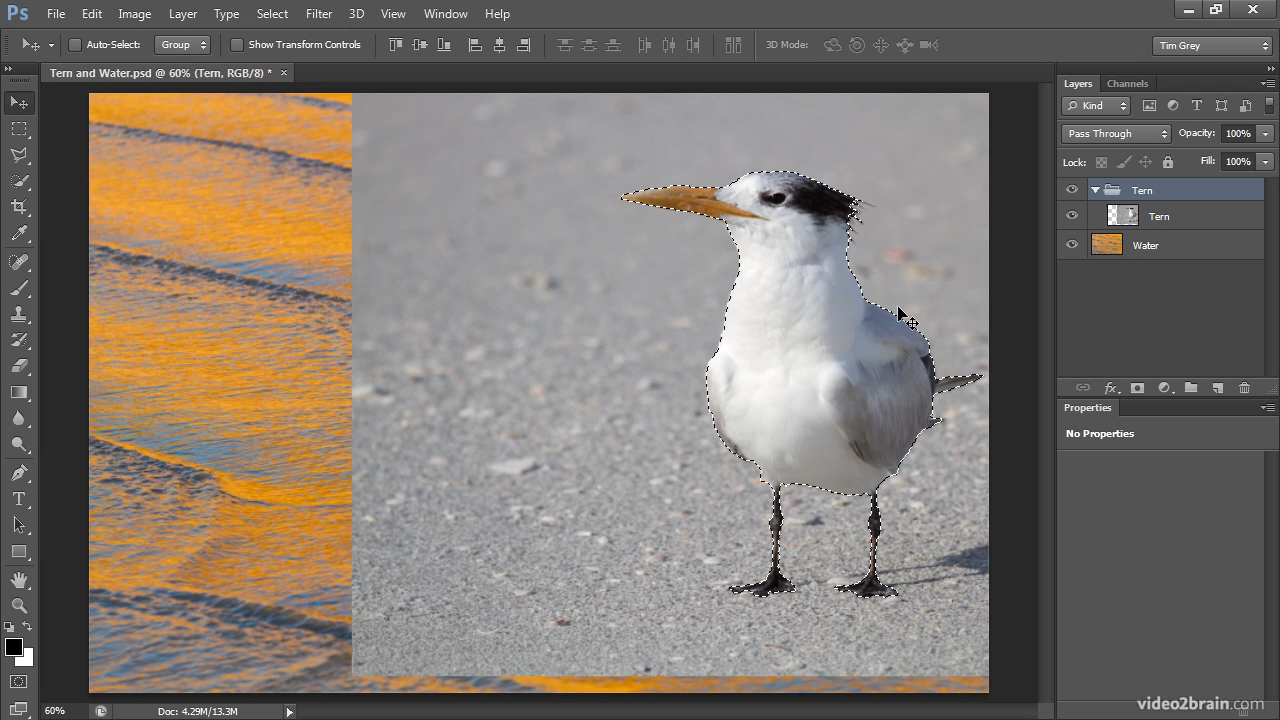 Ps File Edit Image Layer Type Select Filter 3D View Window Help
Auto-Select: Group Show Transform Controls 3D Mode: Tim Grey
Tern and Water.psd @ 60% (Tern, RGB/8) * ×
Layers Channels
Kind
Pass Through Opacity: 100%
Lock: Fill: 100%
Tern
Tern
Water
fx
Properties
No Properties
T
60% Doc: 4.29M/13.3M
video2brain.com